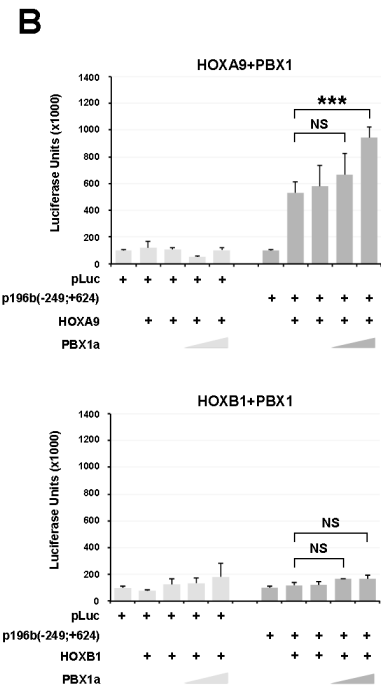 B
HOXA9+PBX1
Luciferase Units (x1000)
1400
1200
1000
800
600
400
200
0
***
NS
pLuc + + + + +
p196b(-249;+624) + + + + +
HOXA9 + + + + + + + +
PBX1a
HOXB1+PBX1
Luciferase Units (x1000)
1400
1200
1000
800
600
400
200
0
NS
NS
pLuc + + + + +
p196b(-249;+624) + + + + +
HOXB1 + + + + + + + +
PBX1a